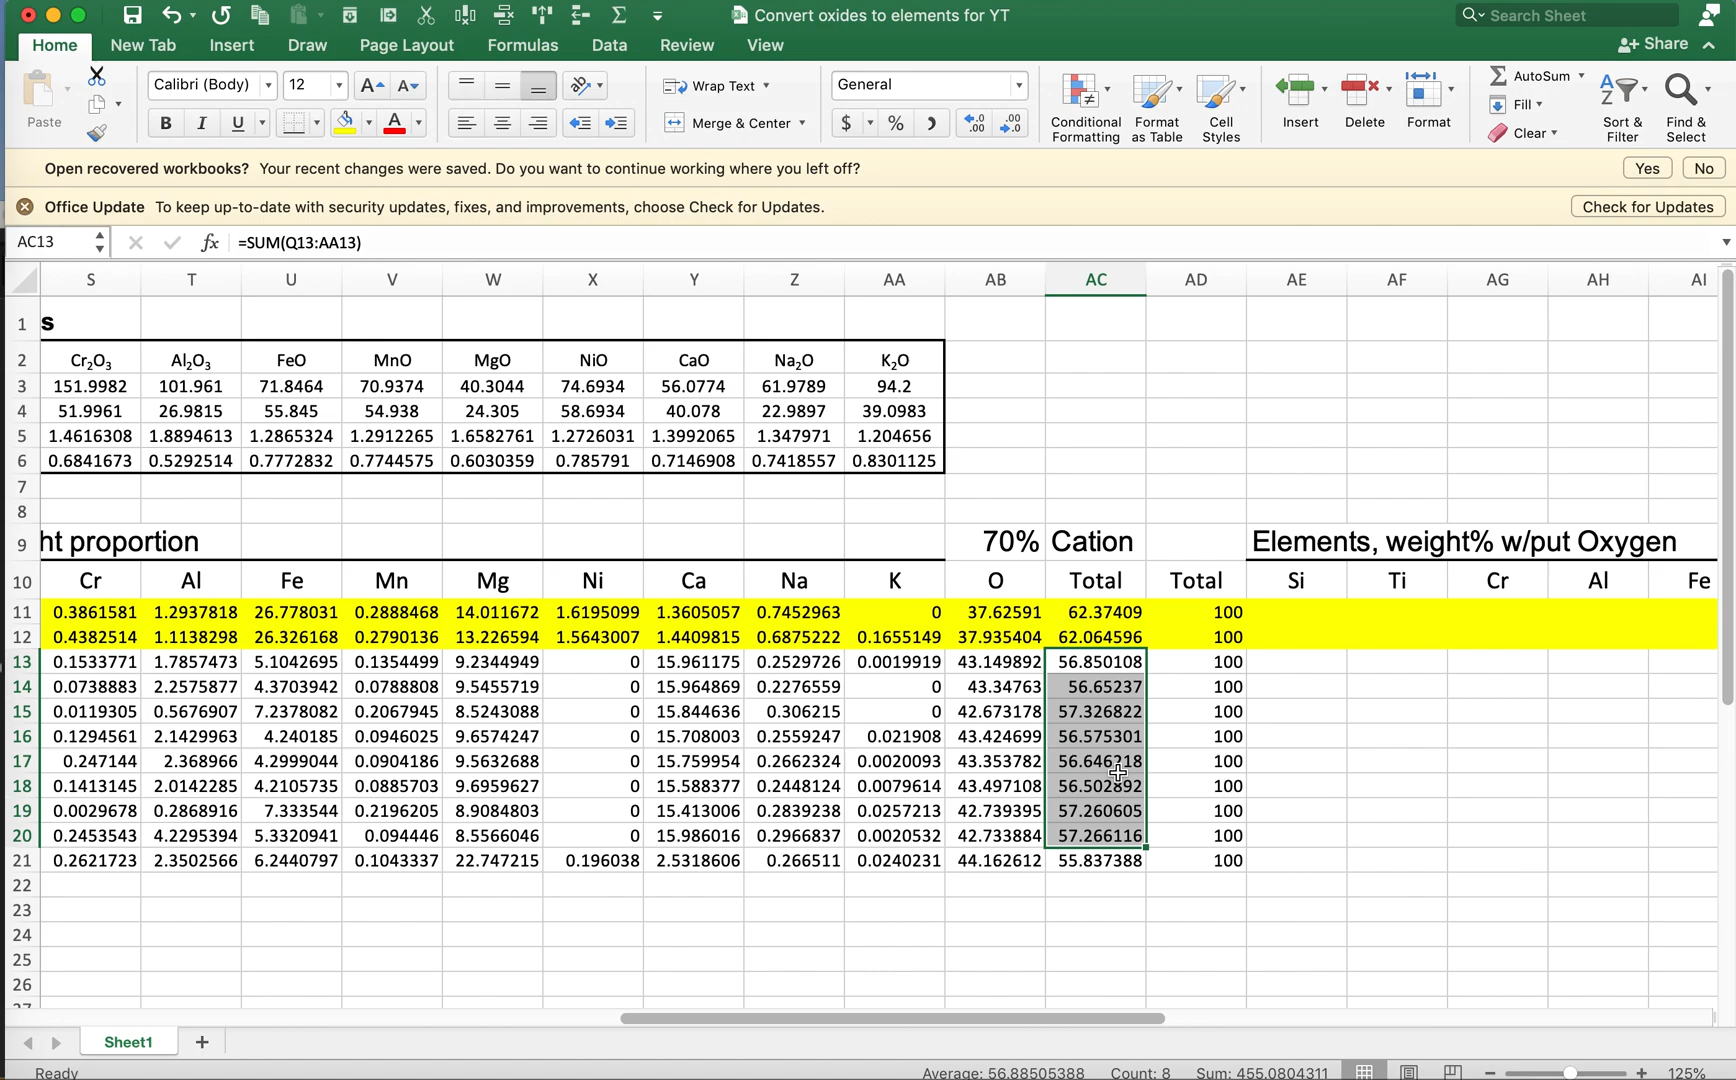 Convert oxides to elements for YT
Search Sheet
Home New Tab Insert Draw Page Layout Formulas Data Review View
Share
Paste
Calibri (Body) 12
B I U
Wrap Text
Merge & Center
General
$ %
Conditional Formatting
Format as Table
Cell Styles
Insert
Delete
Format
AutoSum
Fill
Clear
Sort & Filter
Find & Select
Open recovered workbooks? Your recent changes were saved. Do you want to continue working where you left off? Yes No
Office Update To keep up-to-date with security updates, fixes, and improvements, choose Check for Updates. Check for Updates
AC13 fx =SUM(Q13:AA13)
S T U V W X Y Z AA AB AC AD AE AF AG AH AI
1 s
2 Cr₂O₃ Al₂O₃ FeO MnO MgO NiO CaO Na₂O K₂O
3 151.9982 101.961 71.8464 70.9374 40.3044 74.6934 56.0774 61.9789 94.2
4 51.9961 26.9815 55.845 54.938 24.305 58.6934 40.078 22.9897 39.0983
5 1.4616308 1.8894613 1.2865324 1.2912265 1.6582761 1.2726031 1.3992065 1.347971 1.204656
6 0.6841673 0.5292514 0.7772832 0.7744575 0.6030359 0.785791 0.7146908 0.7418557 0.8301125
7
8
9 ht proportion 70% Cation Elements, weight% w/put Oxygen
10 Cr Al Fe Mn Mg Ni Ca Na K O Total Total Si Ti Cr Al Fe
11 0.3861581 1.2937818 26.778031 0.2888468 14.011672 1.6195099 1.3605057 0.7452963 0 37.62591 62.37409 100
12 0.4382514 1.1138298 26.326168 0.2790136 13.226594 1.5643007 1.4409815 0.6875222 0.1655149 37.935404 62.064596 100
13 0.1533771 1.7857473 5.1042695 0.1354499 9.2344949 0 15.961175 0.2529726 0.0019919 43.149892 56.850108 100
14 0.0738883 2.2575877 4.3703942 0.0788808 9.5455719 0 15.964869 0.2276559 0 43.34763 56.65237 100
15 0.0119305 0.5676907 7.2378082 0.2067945 8.5243088 0 15.844636 0.306215 0 42.673178 57.326822 100
16 0.1294561 2.1429963 4.240185 0.0946025 9.6574247 0 15.708003 0.2559247 0.021908 43.424699 56.575301 100
17 0.247144 2.368966 4.2999044 0.0904186 9.5632688 0 15.759954 0.2662324 0.0020093 43.353782 56.646218 100
18 0.1413145 2.0142285 4.2105735 0.0885703 9.6959627 0 15.588377 0.2448124 0.0079614 43.497108 56.502892 100
19 0.0029678 0.2868916 7.333544 0.2196205 8.9084803 0 15.413006 0.2839238 0.0257213 42.739395 57.260605 100
20 0.2453543 4.2295394 5.3320941 0.094446 8.5566046 0 15.986016 0.2966837 0.0020532 42.733884 57.266116 100
21 0.2621723 2.3502566 6.2440797 0.1043337 22.747215 0.196038 2.5318606 0.266511 0.0240231 44.162612 55.837388 100
22
23
24
25
26
27
Sheet1
Ready Average: 56.88505388 Count: 8 Sum: 455.0804311 125%